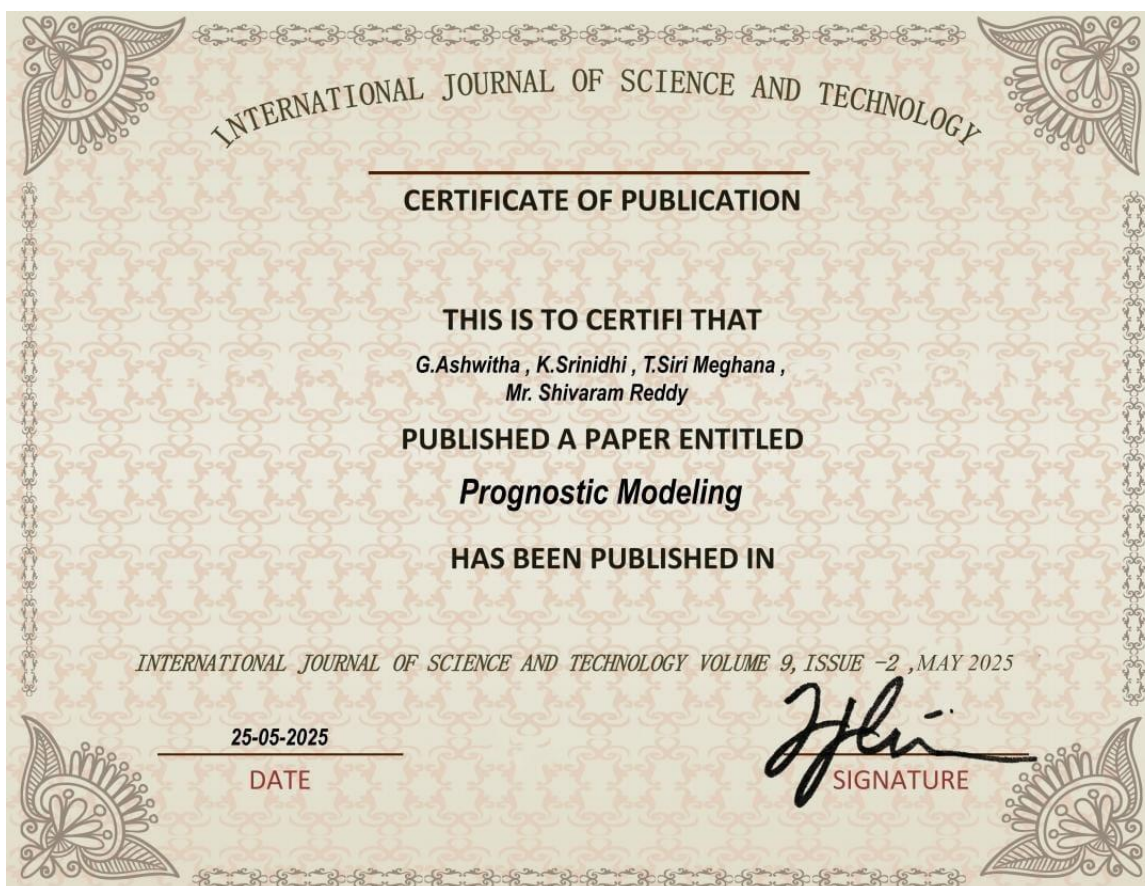 INTERNATIONAL JOURNAL OF SCIENCE AND TECHNOLOGY
CERTIFICATE OF PUBLICATION
THIS IS TO CERTIFI THAT
G.Ashwitha , K.Srinidhi , T.Siri Meghana ,
Mr. Shivaram Reddy
PUBLISHED A PAPER ENTITLED
Prognostic Modeling
HAS BEEN PUBLISHED IN
INTERNATIONAL JOURNAL OF SCIENCE AND TECHNOLOGY VOLUME 9, ISSUE -2 ,MAY 2025
25-05-2025
DATE
SIGNATURE